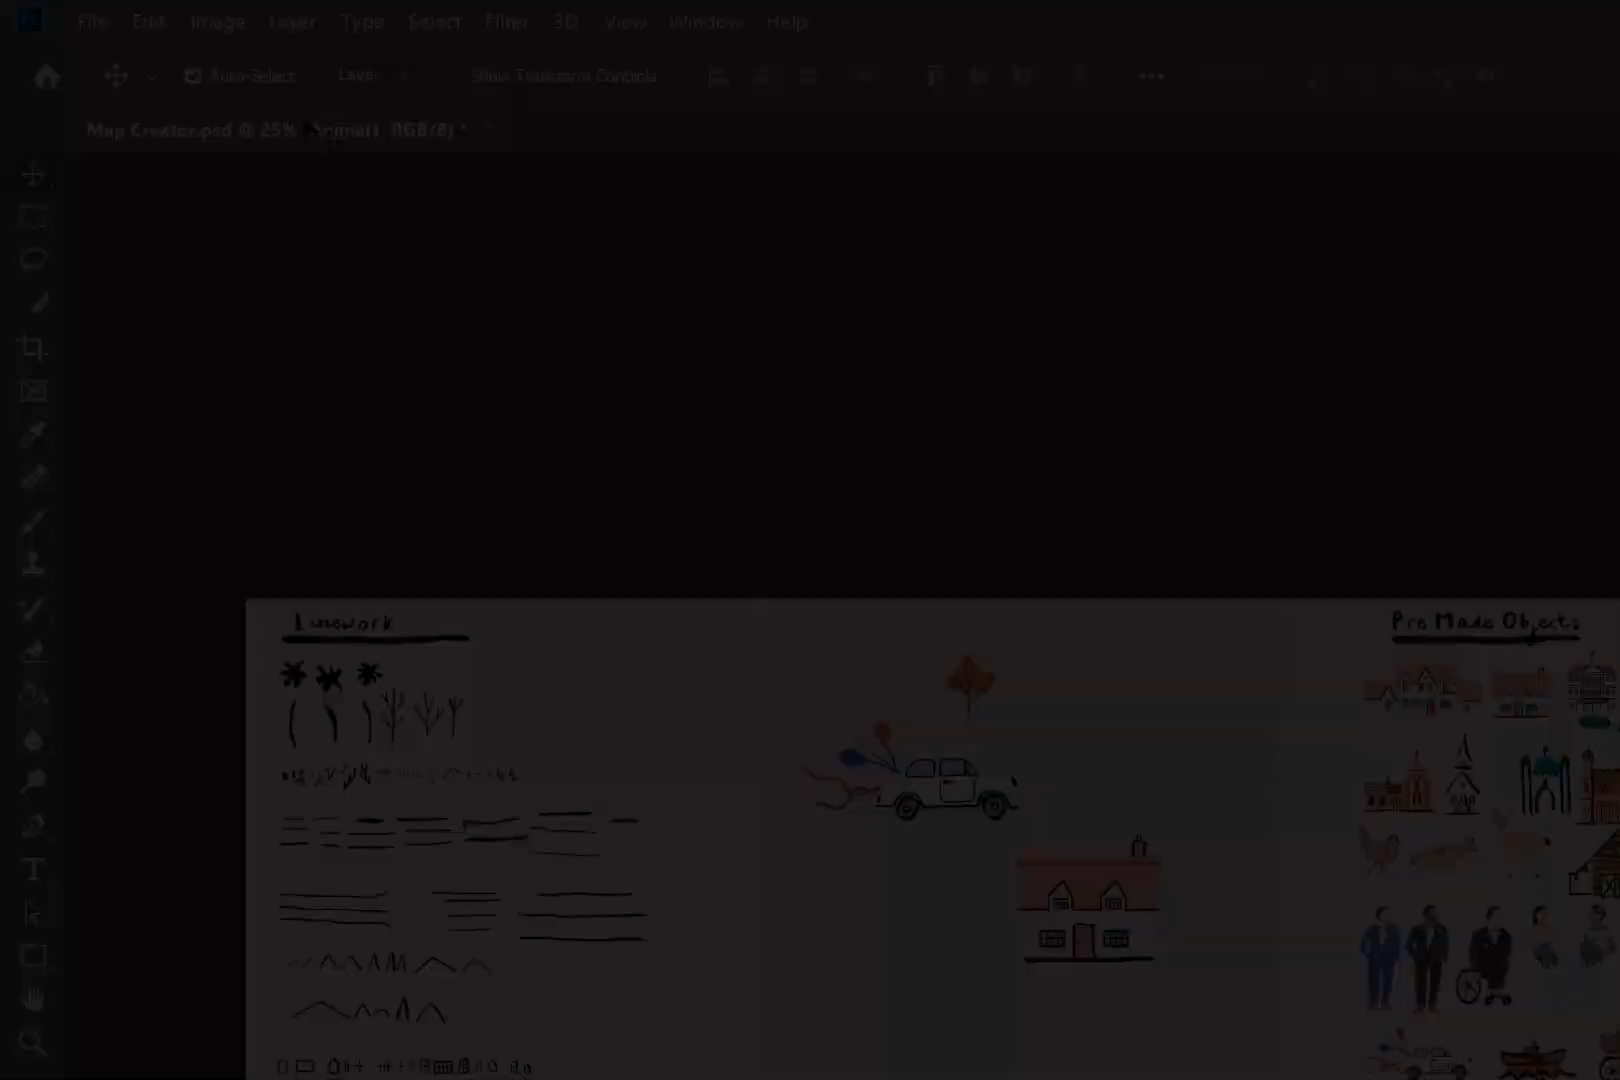 File Edit Image Layer Type Select Filter 3D View Window Help
Auto-Select Layer Show Transform Controls
Map Creator.psd @ 25% RGB/8) *
Linework
Pre Made Objects